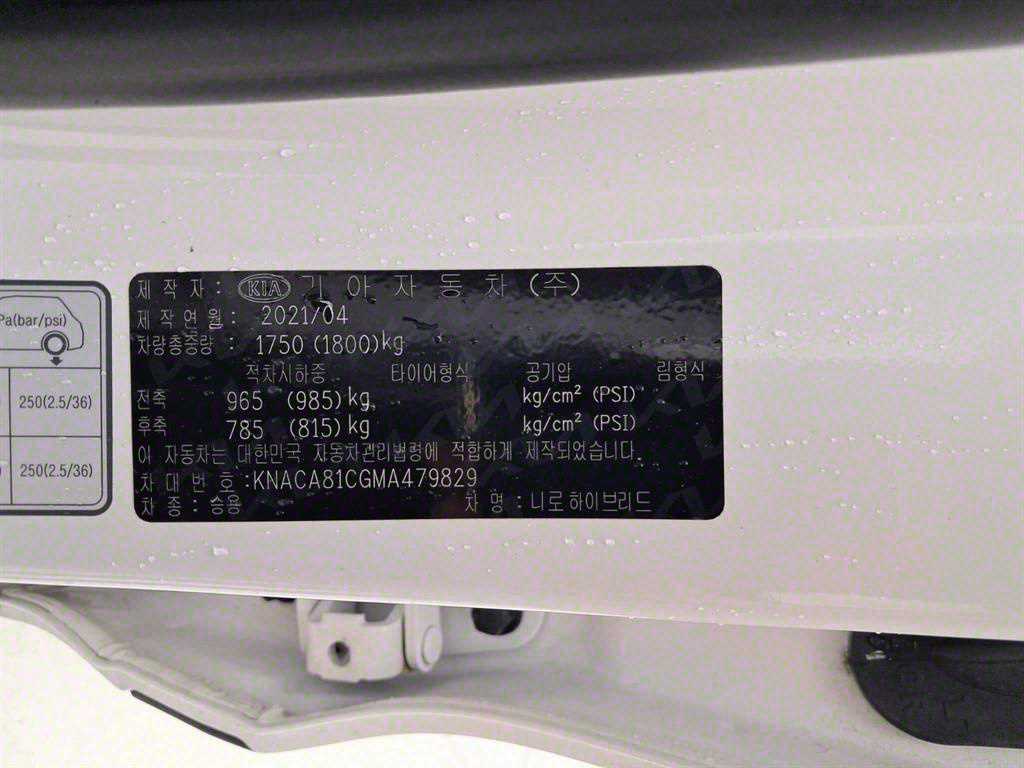 Pa(bar/psi)
250(2.5/36)
250(2.5/36)
제 작 자 : KIA 기 아 자 동 차 (주)
제 작 연 월 : 2021/04
차량총중량 : 1750 (1800)kg
적차시하중 타이어형식 공기압 림형식
전축 965 (985)kg kg/cm² (PSI)
후축 785 (815)kg kg/cm² (PSI)
이 자동차는 대한민국 자동차관리법령에 적합하게 제작되었습니다.
차 대 번 호 :KNACA81CGMA479829
차 종 : 승용 차 명 : 니로하이브리드